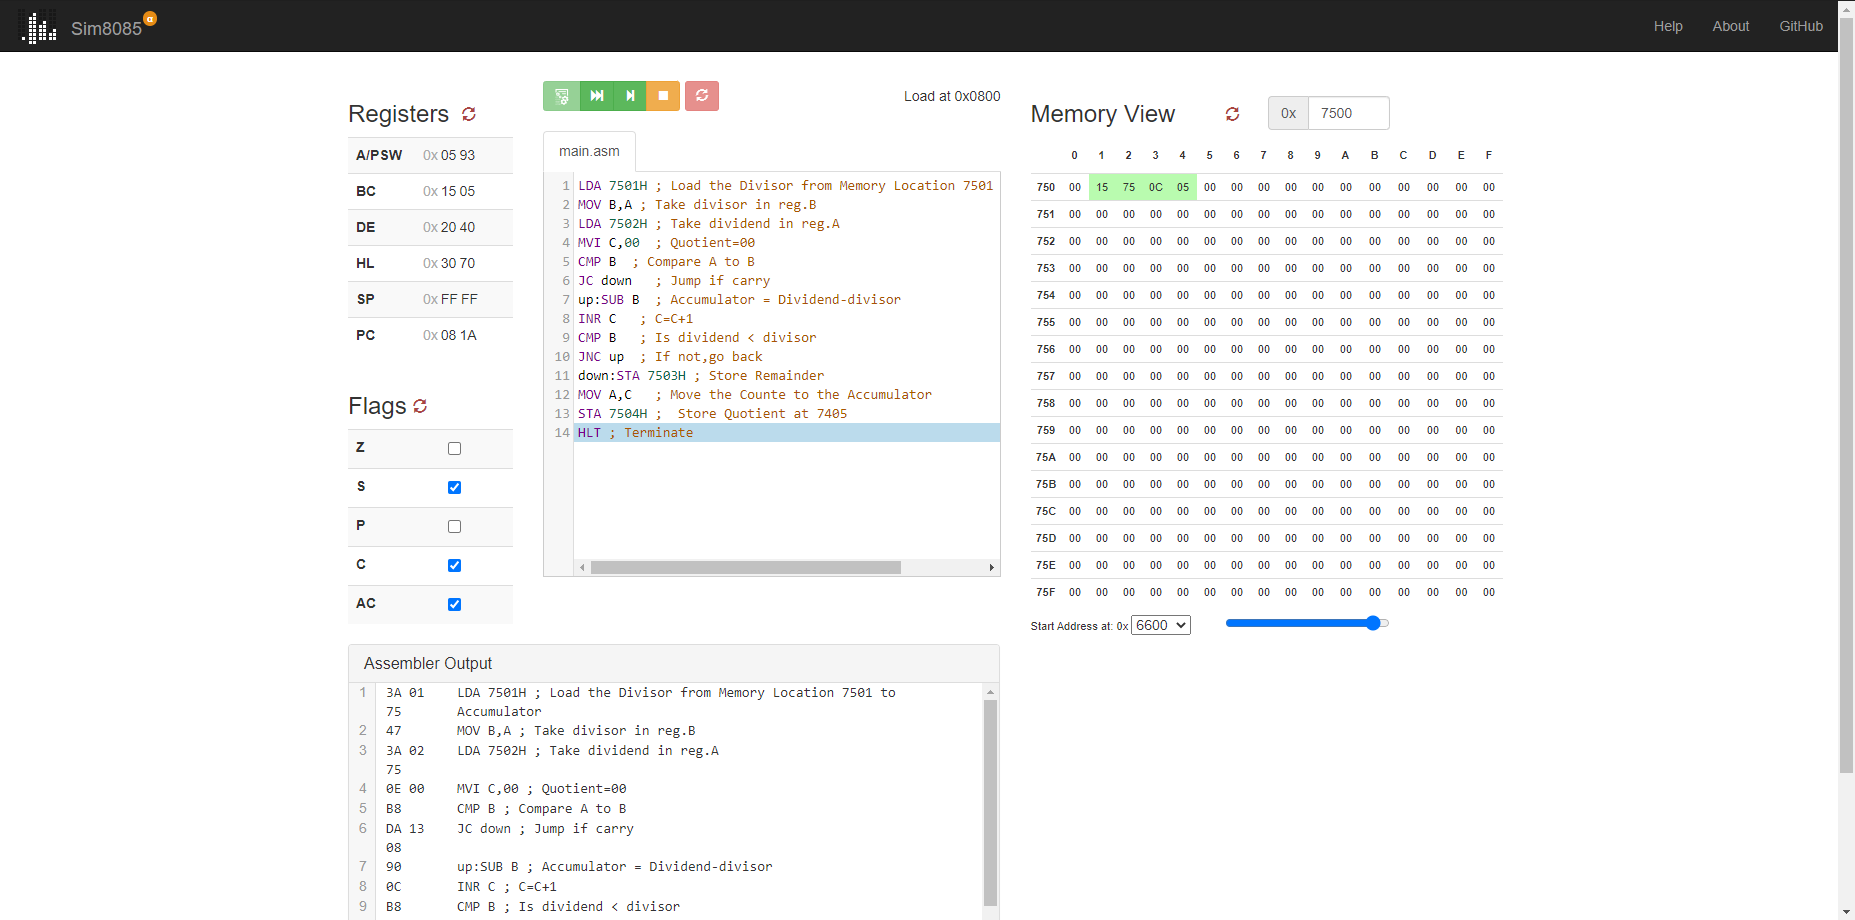 Sim8085 α Help About GitHub
Registers
A/PSW 0x 05 93
BC 0x 15 05
DE 0x 20 40
HL 0x 30 70
SP 0x FF FF
PC 0x 08 1A
Flags
Z
S
P
C
AC
Load at 0x0800
main.asm
1 LDA 7501H ; Load the Divisor from Memory Location 7501
2 MOV B,A ; Take divisor in reg.B
3 LDA 7502H ; Take dividend in reg.A
4 MVI C,00 ; Quotient=00
5 CMP B ; Compare A to B
6 JC down ; Jump if carry
7 up:SUB B ; Accumulator = Dividend-divisor
8 INR C ; C=C+1
9 CMP B ; Is dividend < divisor
10 JNC up ; If not,go back
11 down:STA 7503H ; Store Remainder
12 MOV A,C ; Move the Counte to the Accumulator
13 STA 7504H ; Store Quotient at 7405
14 HLT ; Terminate
Memory View 0x 7500
0 1 2 3 4 5 6 7 8 9 A B C D E F
750 00 15 75 0C 05 00 00 00 00 00 00 00 00 00 00 00
751 00 00 00 00 00 00 00 00 00 00 00 00 00 00 00 00
752 00 00 00 00 00 00 00 00 00 00 00 00 00 00 00 00
753 00 00 00 00 00 00 00 00 00 00 00 00 00 00 00 00
754 00 00 00 00 00 00 00 00 00 00 00 00 00 00 00 00
755 00 00 00 00 00 00 00 00 00 00 00 00 00 00 00 00
756 00 00 00 00 00 00 00 00 00 00 00 00 00 00 00 00
757 00 00 00 00 00 00 00 00 00 00 00 00 00 00 00 00
758 00 00 00 00 00 00 00 00 00 00 00 00 00 00 00 00
759 00 00 00 00 00 00 00 00 00 00 00 00 00 00 00 00
75A 00 00 00 00 00 00 00 00 00 00 00 00 00 00 00 00
75B 00 00 00 00 00 00 00 00 00 00 00 00 00 00 00 00
75C 00 00 00 00 00 00 00 00 00 00 00 00 00 00 00 00
75D 00 00 00 00 00 00 00 00 00 00 00 00 00 00 00 00
75E 00 00 00 00 00 00 00 00 00 00 00 00 00 00 00 00
75F 00 00 00 00 00 00 00 00 00 00 00 00 00 00 00 00
Start Address at: 0x 6600
Assembler Output
1 3A 01 LDA 7501H ; Load the Divisor from Memory Location 7501 to
75 Accumulator
2 47 MOV B,A ; Take divisor in reg.B
3 3A 02 LDA 7502H ; Take dividend in reg.A
75
4 0E 00 MVI C,00 ; Quotient=00
5 B8 CMP B ; Compare A to B
6 DA 13 JC down ; Jump if carry
08
7 90 up:SUB B ; Accumulator = Dividend-divisor
8 0C INR C ; C=C+1
9 B8 CMP B ; Is dividend < divisor